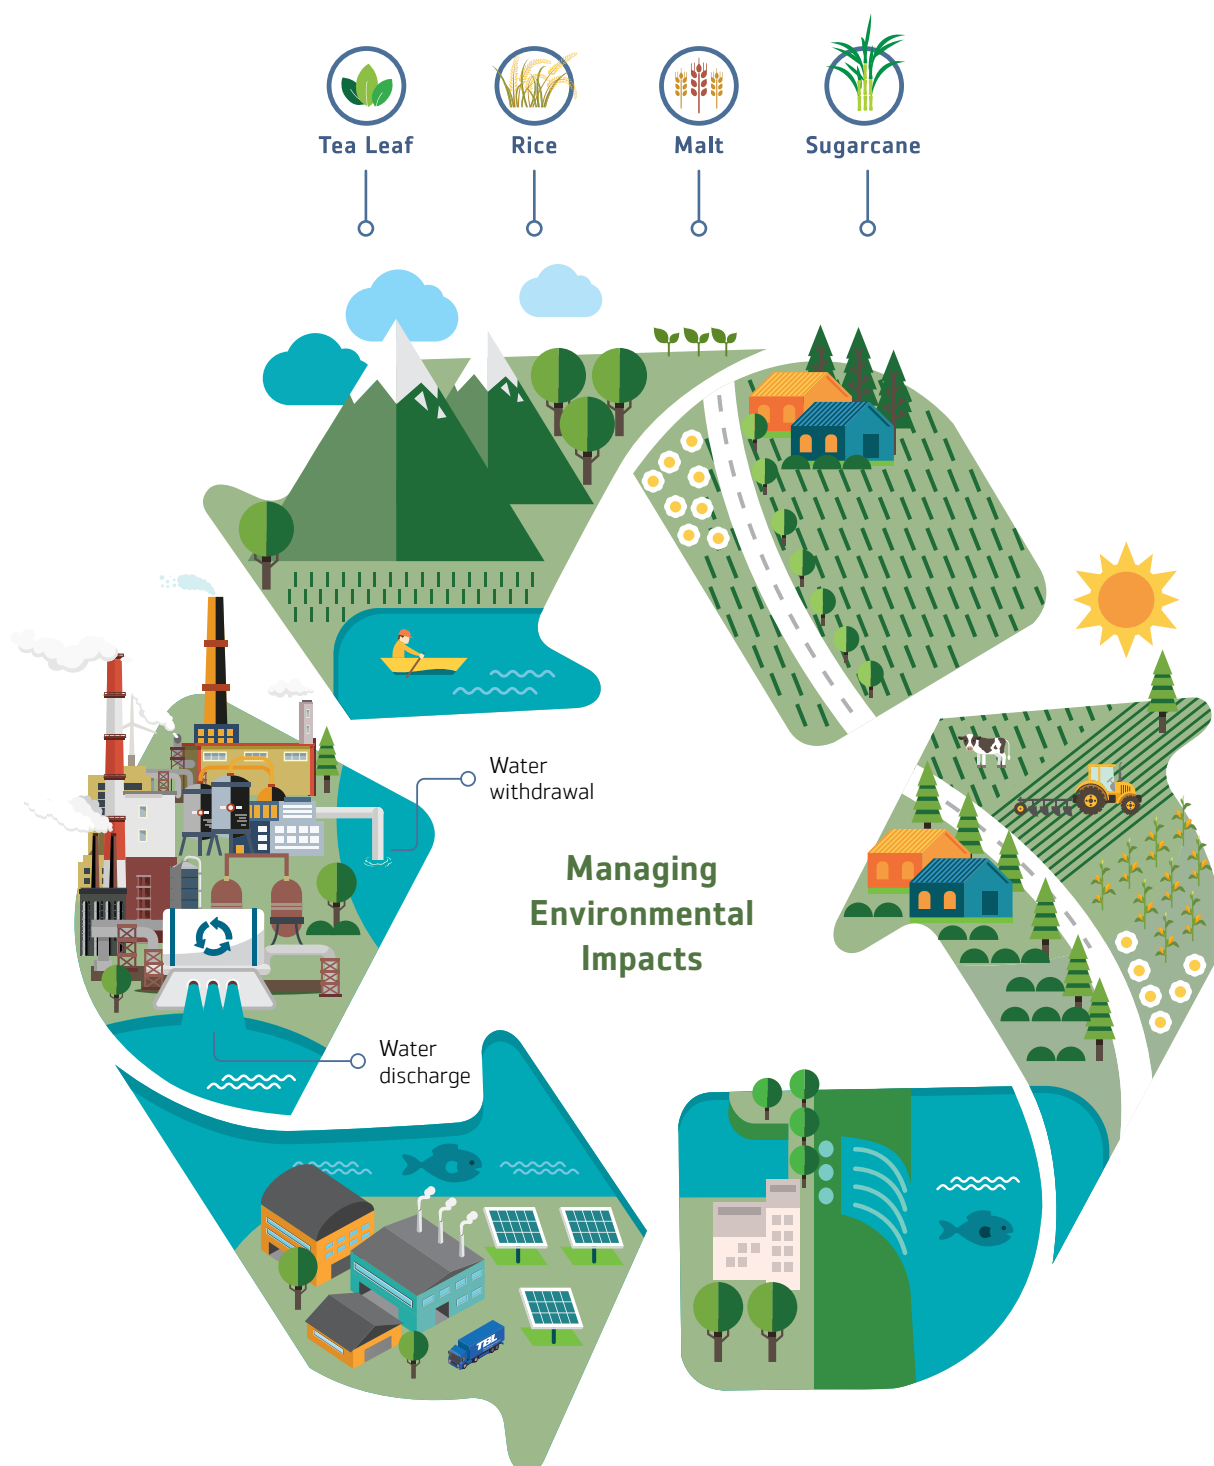 Tea Leaf
Rice
Malt
Sugarcane
Water
withdrawal
Managing
Environmental
Impacts
Water
discharge
TBL